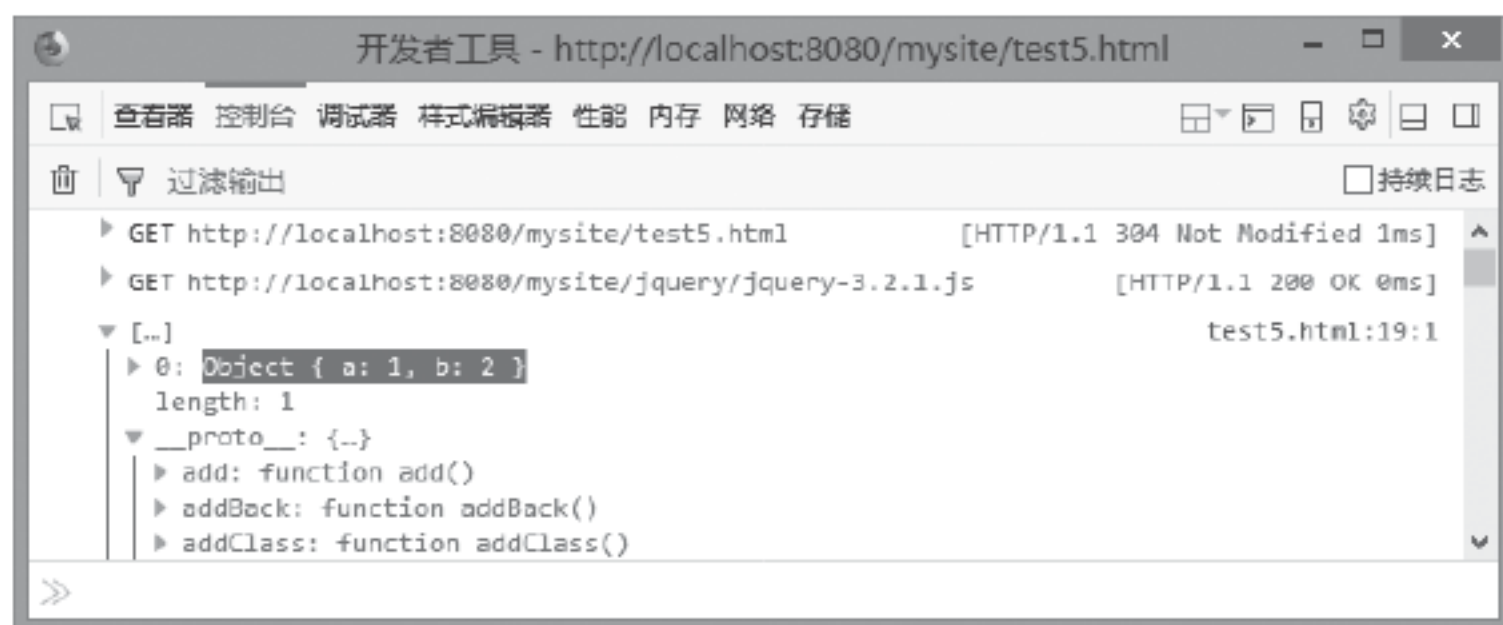 开发者工具 - http://localhost:8080/mysite/test5.html
查看器 控制台 调试器 样式编辑器 性能 内存 网络 存储
过滤输出 持续日志
GET http://localhost:8080/mysite/test5.html [HTTP/1.1 304 Not Modified 1ms]
GET http://localhost:8080/mysite/jquery/jquery-3.2.1.js [HTTP/1.1 200 OK 0ms]
[…] test5.html:19:1
0: Object { a: 1, b: 2 }
length: 1
__proto__: {…}
add: function add()
addBack: function addBack()
addClass: function addClass()